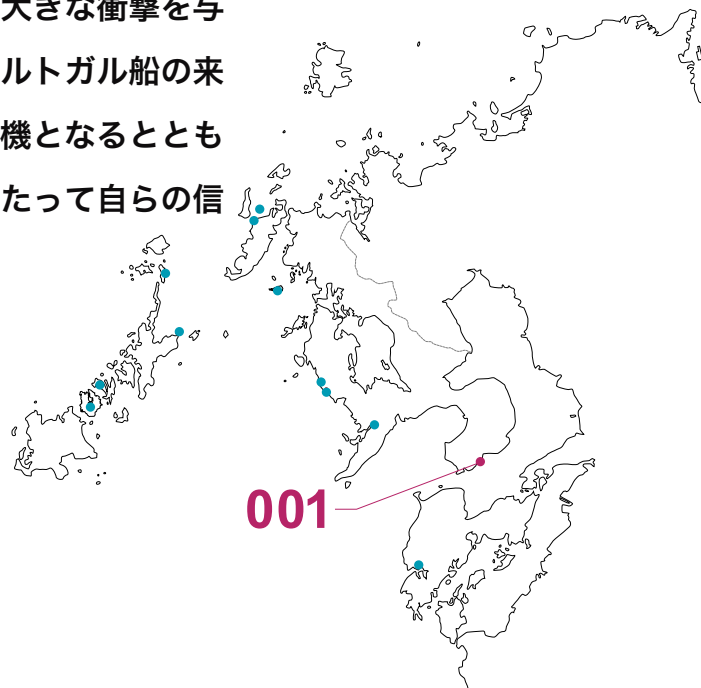 大きな衝撃を与
ルトガル船の来
機となるととも
たって自らの信
001